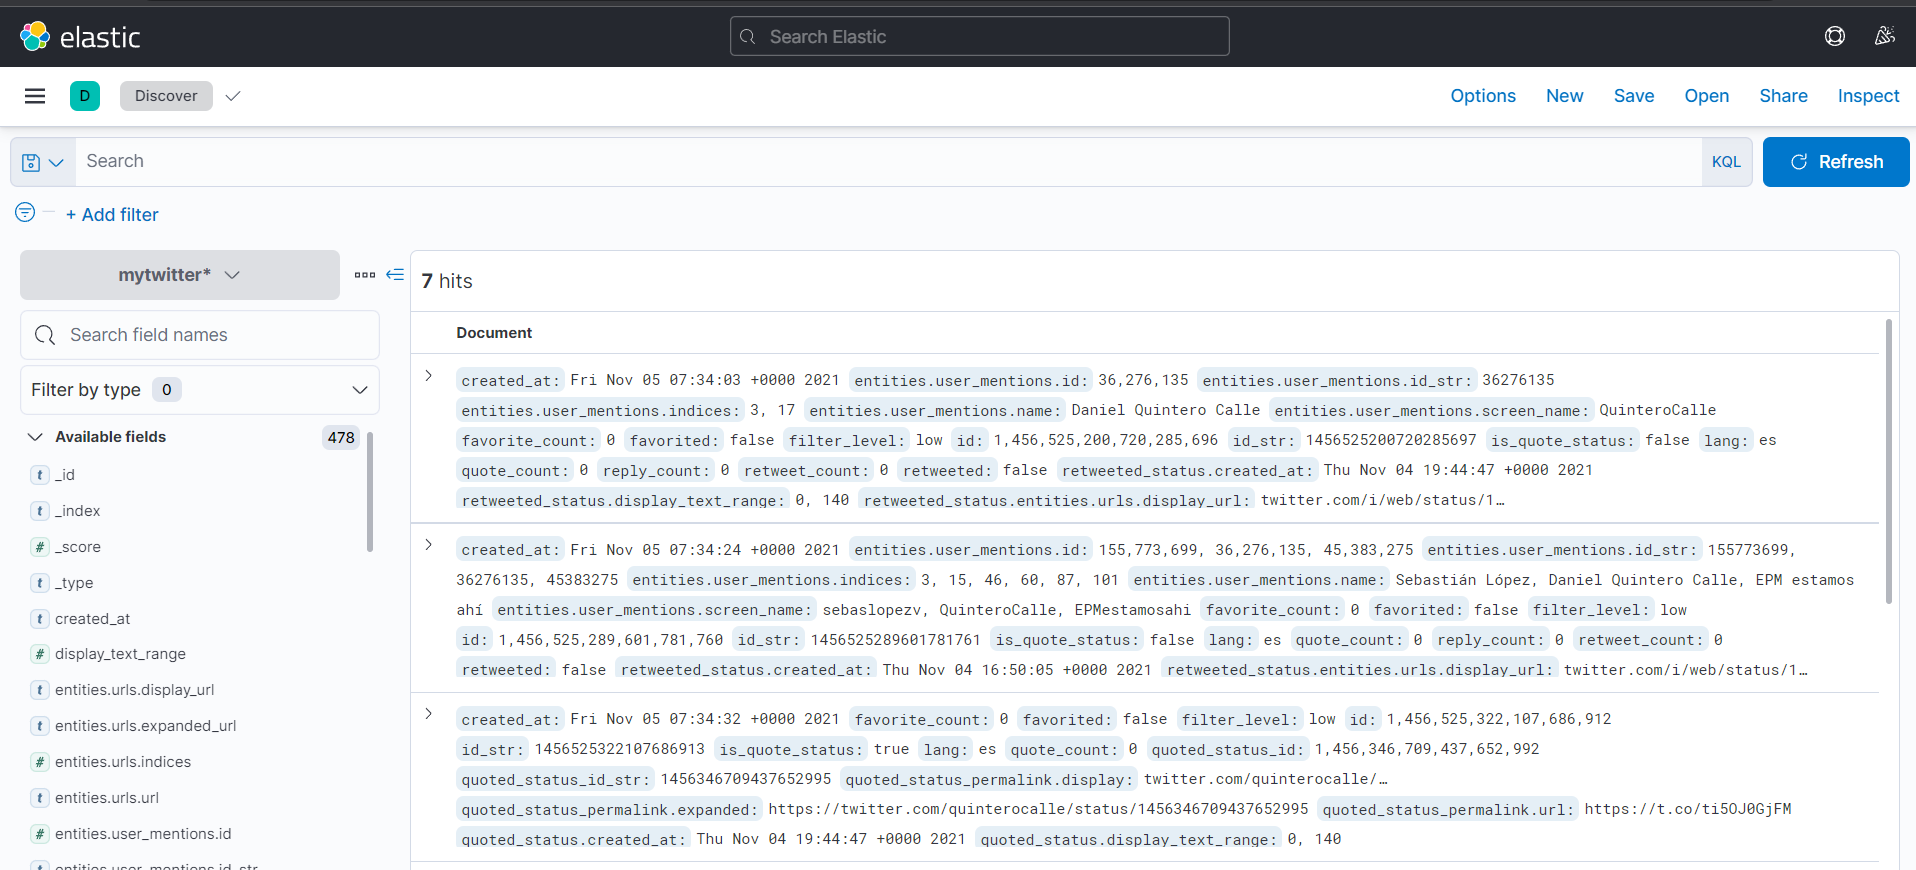 elastic
Search Elastic
D Discover Options New Save Open Share Inspect
Search KQL Refresh
+ Add filter
mytwitter*
Search field names
Filter by type 0
Available fields 478
t _id
t _index
# _score
t _type
t created_at
# display_text_range
t entities.urls.display_url
t entities.urls.expanded_url
# entities.urls.indices
t entities.urls.url
# entities.user_mentions.id
t entities.user_mentions.id_str
7 hits
Document
created_at: Fri Nov 05 07:34:03 +0000 2021 entities.user_mentions.id: 36,276,135 entities.user_mentions.id_str: 36276135
entities.user_mentions.indices: 3, 17 entities.user_mentions.name: Daniel Quintero Calle entities.user_mentions.screen_name: QuinteroCalle
favorite_count: 0 favorited: false filter_level: low id: 1,456,525,200,720,285,696 id_str: 1456525200720285697 is_quote_status: false lang: es
quote_count: 0 reply_count: 0 retweet_count: 0 retweeted: false retweeted_status.created_at: Thu Nov 04 19:44:47 +0000 2021
retweeted_status.display_text_range: 0, 140 retweeted_status.entities.urls.display_url: twitter.com/i/web/status/1…
created_at: Fri Nov 05 07:34:24 +0000 2021 entities.user_mentions.id: 155,773,699, 36,276,135, 45,383,275 entities.user_mentions.id_str: 155773699,
36276135, 45383275 entities.user_mentions.indices: 3, 15, 46, 60, 87, 101 entities.user_mentions.name: Sebastián López, Daniel Quintero Calle, EPM estamos
ahí entities.user_mentions.screen_name: sebaslopezv, QuinteroCalle, EPMestamosahi favorite_count: 0 favorited: false filter_level: low
id: 1,456,525,289,601,781,760 id_str: 1456525289601781761 is_quote_status: false lang: es quote_count: 0 reply_count: 0 retweet_count: 0
retweeted: false retweeted_status.created_at: Thu Nov 04 16:50:05 +0000 2021 retweeted_status.entities.urls.display_url: twitter.com/i/web/status/1…
created_at: Fri Nov 05 07:34:32 +0000 2021 favorite_count: 0 favorited: false filter_level: low id: 1,456,525,322,107,686,912
id_str: 1456525322107686913 is_quote_status: true lang: es quote_count: 0 quoted_status_id: 1,456,346,709,437,652,992
quoted_status_id_str: 1456346709437652995 quoted_status_permalink.display: twitter.com/quinterocalle/…
quoted_status_permalink.expanded: https://twitter.com/quinterocalle/status/1456346709437652995 quoted_status_permalink.url: https://t.co/ti5OJ0GjFM
quoted_status.created_at: Thu Nov 04 19:44:47 +0000 2021 quoted_status.display_text_range: 0, 140